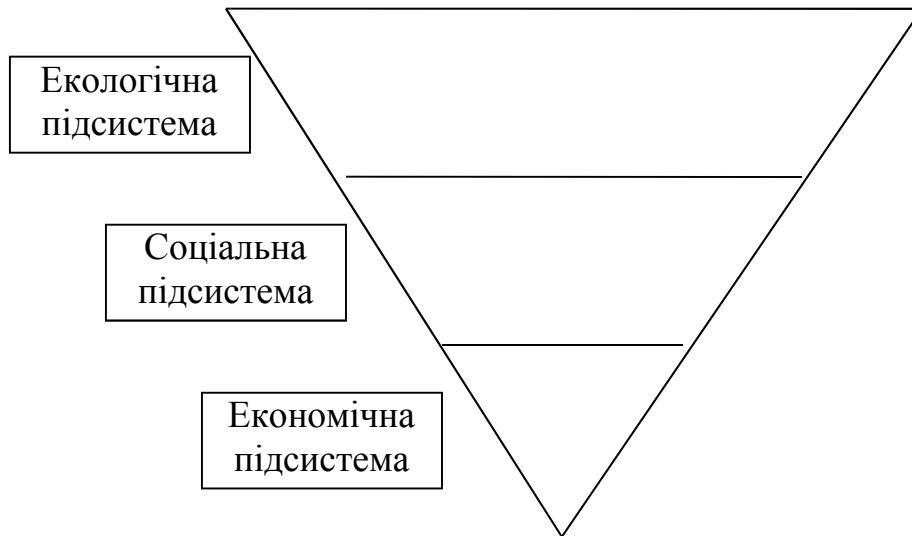 Екологічна
підсистема
Соціальна
підсистема
Економічна
підсистема